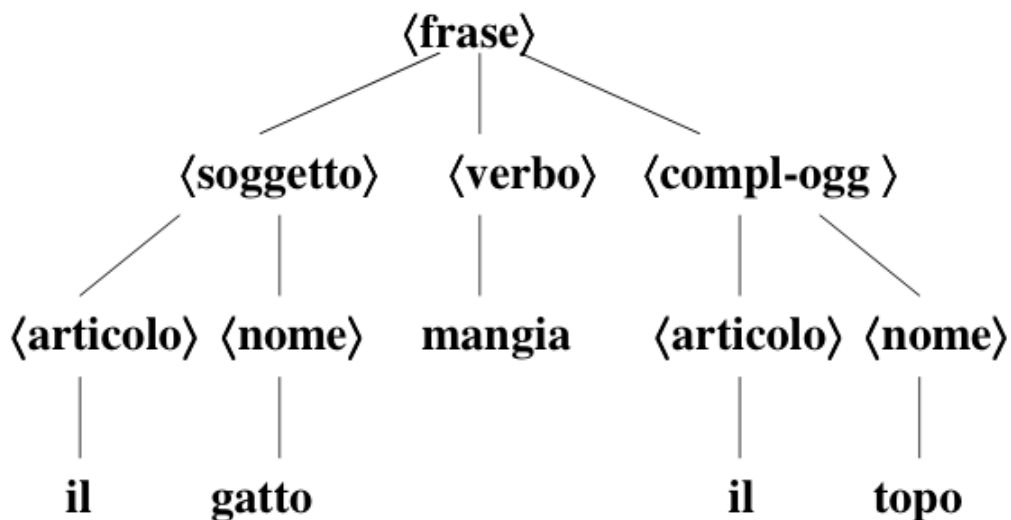 ⟨frase⟩
⟨soggetto⟩ ⟨verbo⟩ ⟨compl-ogg ⟩
⟨articolo⟩ ⟨nome⟩ mangia ⟨articolo⟩ ⟨nome⟩
il gatto il topo